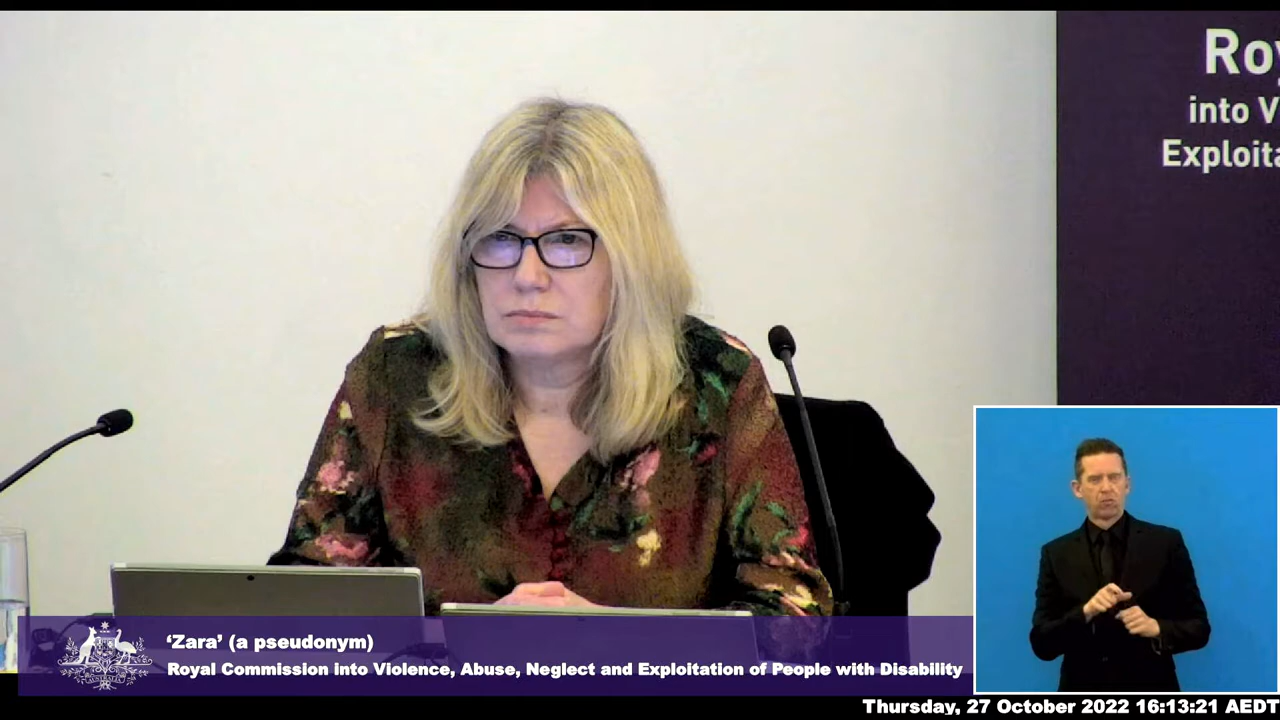 Roy
into V
Exploita
‘Zara’ (a pseudonym)
Royal Commission into Violence, Abuse, Neglect and Exploitation of People with Disability
AUSTRALIA
Thursday, 27 October 2022 16:13:21 AEDT